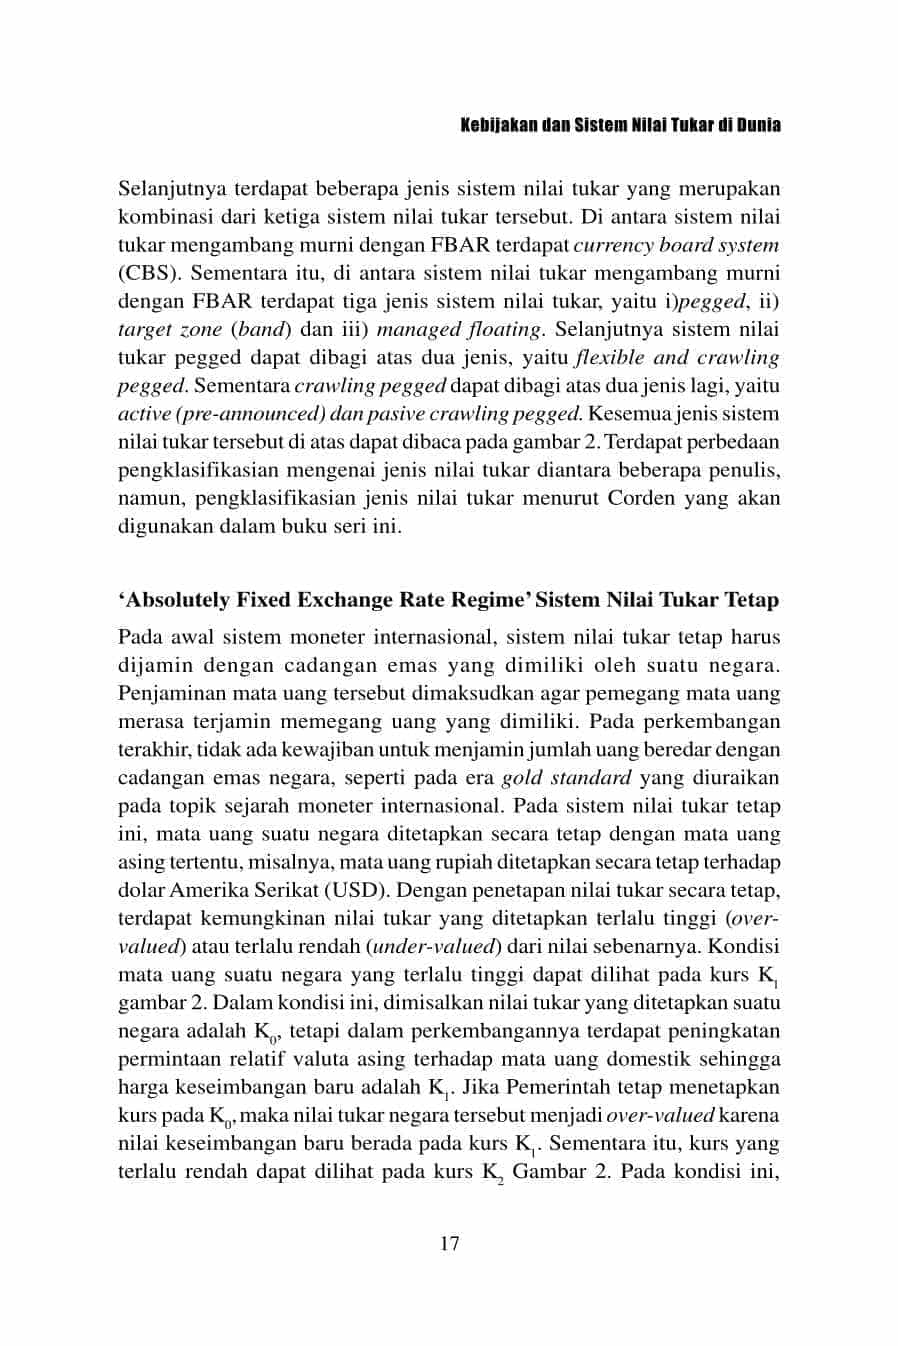 Kebijakan dan Sistem Nilai Tukar di Dunia
Selanjutnya terdapat beberapa jenis sistem nilai tukar yang merupakan
kombinasi dari ketiga sistem nilai tukar tersebut. Di antara sistem nilai
tukar mengambang murni dengan FBAR terdapat currency board system
(CBS). Sementara itu, di antara sistem nilai tukar mengambang murni
dengan FBAR terdapat tiga jenis sistem nilai tukar, yaitu i)pegged, ii)
target zone (band) dan iii) managed floating. Selanjutnya sistem nilai
tukar pegged dapat dibagi atas dua jenis, yaitu flexible and crawling
pegged. Sementara crawling pegged dapat dibagi atas dua jenis lagi, yaitu
active (pre-announced) dan pasive crawling pegged. Kesemua jenis sistem
nilai tukar tersebut di atas dapat dibaca pada gambar 2. Terdapat perbedaan
pengklasifikasian mengenai jenis nilai tukar diantara beberapa penulis,
namun, pengklasifikasian jenis nilai tukar menurut Corden yang akan
digunakan dalam buku seri ini.
‘Absolutely Fixed Exchange Rate Regime’ Sistem Nilai Tukar Tetap
Pada awal sistem moneter internasional, sistem nilai tukar tetap harus
dijamin dengan cadangan emas yang dimiliki oleh suatu negara.
Penjaminan mata uang tersebut dimaksudkan agar pemegang mata uang
merasa terjamin memegang uang yang dimiliki. Pada perkembangan
terakhir, tidak ada kewajiban untuk menjamin jumlah uang beredar dengan
cadangan emas negara, seperti pada era gold standard yang diuraikan
pada topik sejarah moneter internasional. Pada sistem nilai tukar tetap
ini, mata uang suatu negara ditetapkan secara tetap dengan mata uang
asing tertentu, misalnya, mata uang rupiah ditetapkan secara tetap terhadap
dolar Amerika Serikat (USD). Dengan penetapan nilai tukar secara tetap,
terdapat kemungkinan nilai tukar yang ditetapkan terlalu tinggi (over-
valued) atau terlalu rendah (under-valued) dari nilai sebenarnya. Kondisi
mata uang suatu negara yang terlalu tinggi dapat dilihat pada kurs K1
gambar 2. Dalam kondisi ini, dimisalkan nilai tukar yang ditetapkan suatu
negara adalah K0, tetapi dalam perkembangannya terdapat peningkatan
permintaan relatif valuta asing terhadap mata uang domestik sehingga
harga keseimbangan baru adalah K1. Jika Pemerintah tetap menetapkan
kurs pada K0, maka nilai tukar negara tersebut menjadi over-valued karena
nilai keseimbangan baru berada pada kurs K1. Sementara itu, kurs yang
terlalu rendah dapat dilihat pada kurs K2 Gambar 2. Pada kondisi ini,
17